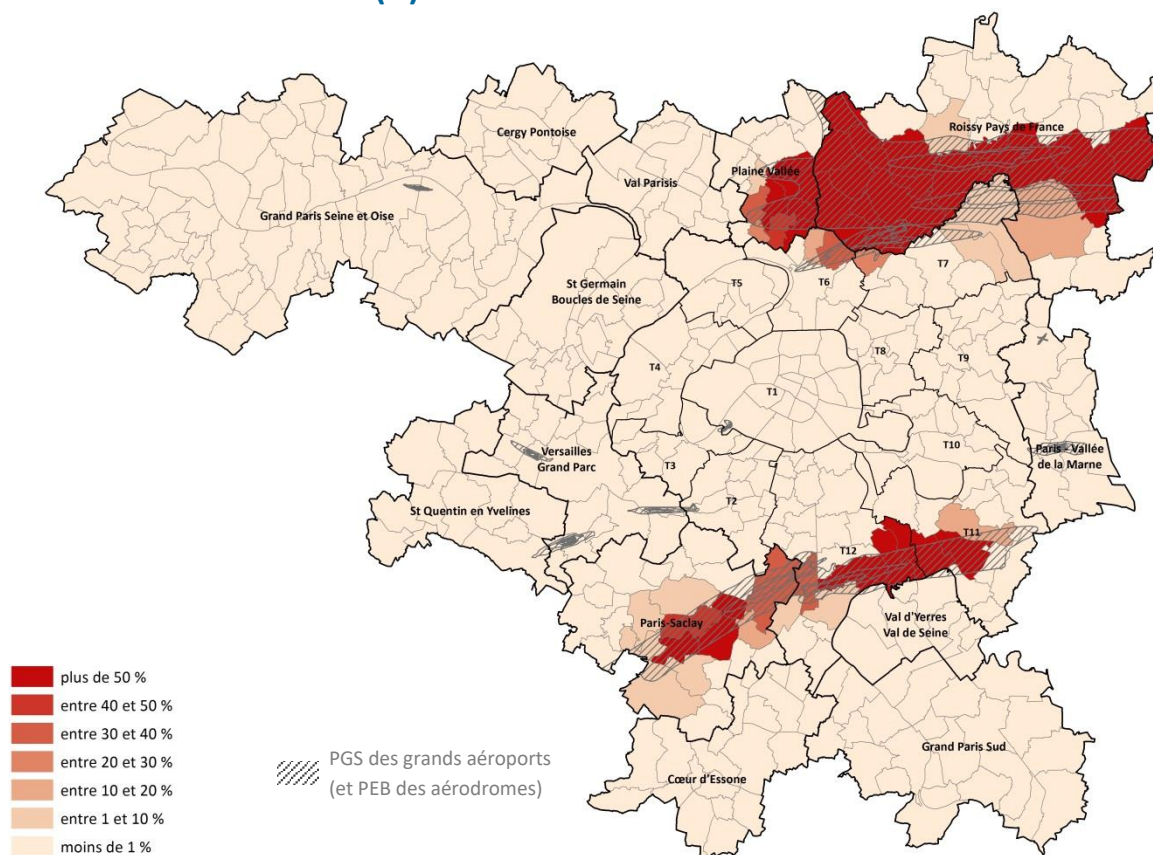 Cergy Pontoise
Roissy Pays de France
Plaine Vallée
Val Parisis
Grand Paris Seine et Oise
St Germain
Boucles de Seine
T5
T6
T7
T8
T9
T4
T1
T10
Versailles
Grand Parc
T3
T2
Paris - Vallée
de la Marne
St Quentin en Yvelines
T11
T12
Paris-Saclay
Val d'Yerres
Val de Seine
Grand Paris Sud
Cœur d'Essone
plus de 50 %
entre 40 et 50 %
entre 30 et 40 %
entre 20 et 30 %
entre 10 et 20 %
entre 1 et 10 %
moins de 1 %
PGS des grands aéroports
(et PEB des aérodromes)